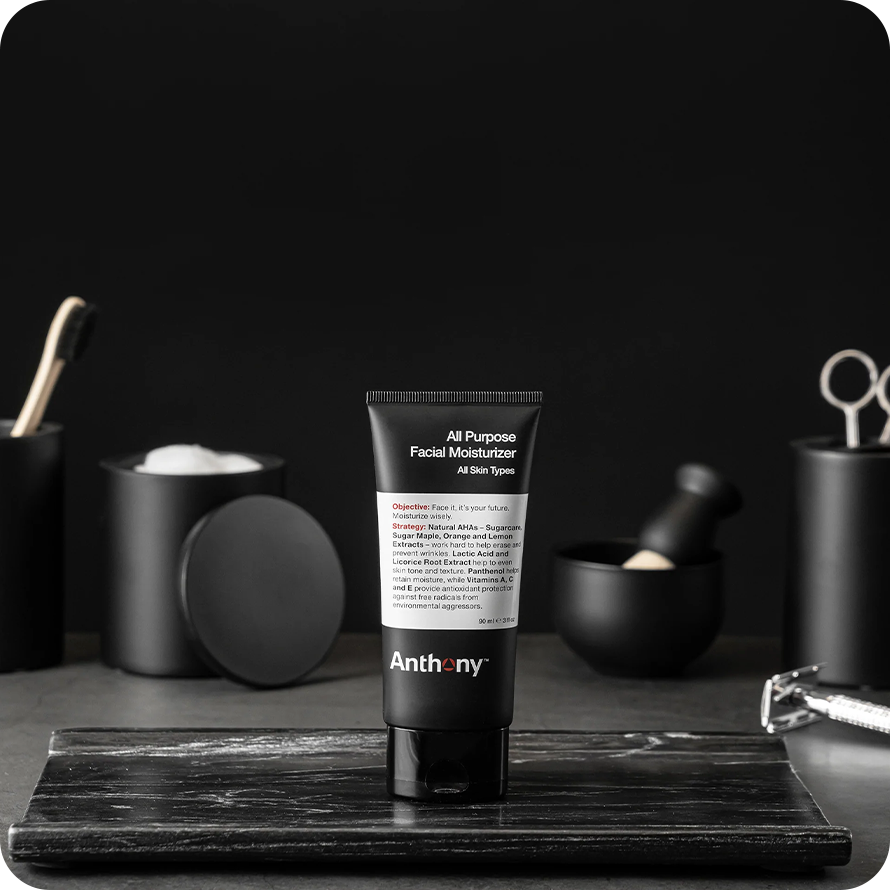 All Purpose
Facial Moisturizer
All Skin Types
Objective: Face it, it's your future.
Moisturize wisely.
Strategy: Natural AHAs – Sugarcane,
Sugar Maple, Orange and Lemon
Extracts – work hard to help erase and
prevent wrinkles. Lactic Acid and
Licorice Root Extract help to even
skin tone and texture. Panthenol helps
retain moisture, while Vitamins A, C
and E provide antioxidant protection
against free radicals from
environmental aggressors.
90 ml ℮ 3 fl oz
Anthony™